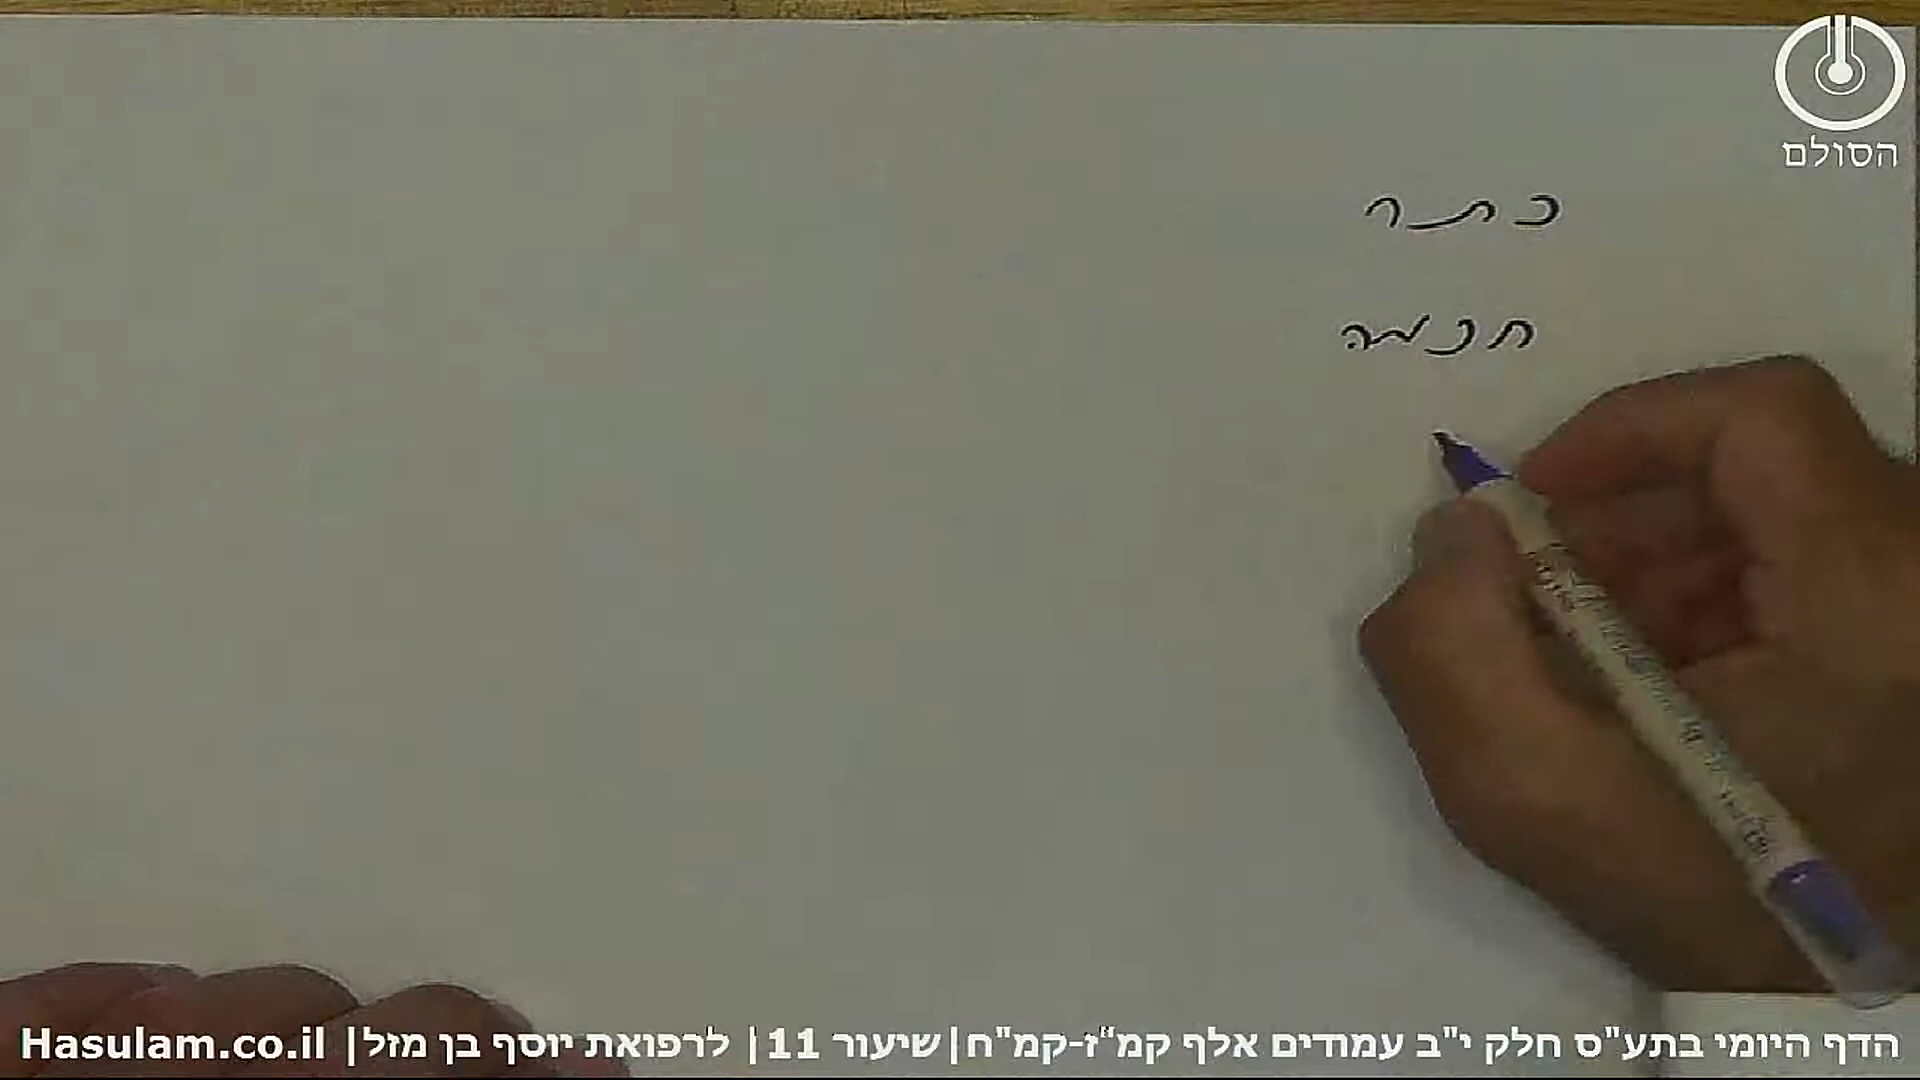 הסולם
כתר
חכמה
הדף היומי בתע"ס חלק י"ב עמודים אלף קמ"ז-קמ"ח|שיעור 11| לרפואת יוסף בן מזל| Hasulam.co.il